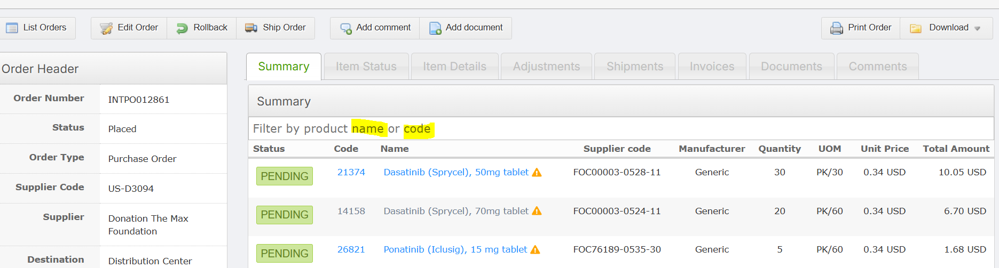 List Orders Edit Order Rollback Ship Order Add comment Add document Print Order Download
Order Header
Order Number INTPO012861
Status Placed
Order Type Purchase Order
Supplier Code US-D3094
Supplier Donation The Max
Foundation
Destination Distribution Center
Summary Item Status Item Details Adjustments Shipments Invoices Documents Comments
Summary
Filter by product name or code
Status Code Name Supplier code Manufacturer Quantity UOM Unit Price Total Amount
PENDING 21374 Dasatinib (Sprycel), 50mg tablet FOC00003-0528-11 Generic 30 PK/30 0.34 USD 10.05 USD
PENDING 14158 Dasatinib (Sprycel), 70mg tablet FOC00003-0524-11 Generic 20 PK/60 0.34 USD 6.70 USD
PENDING 26821 Ponatinib (Iclusig), 15 mg tablet FOC76189-0535-30 Generic 5 PK/60 0.34 USD 1.68 USD